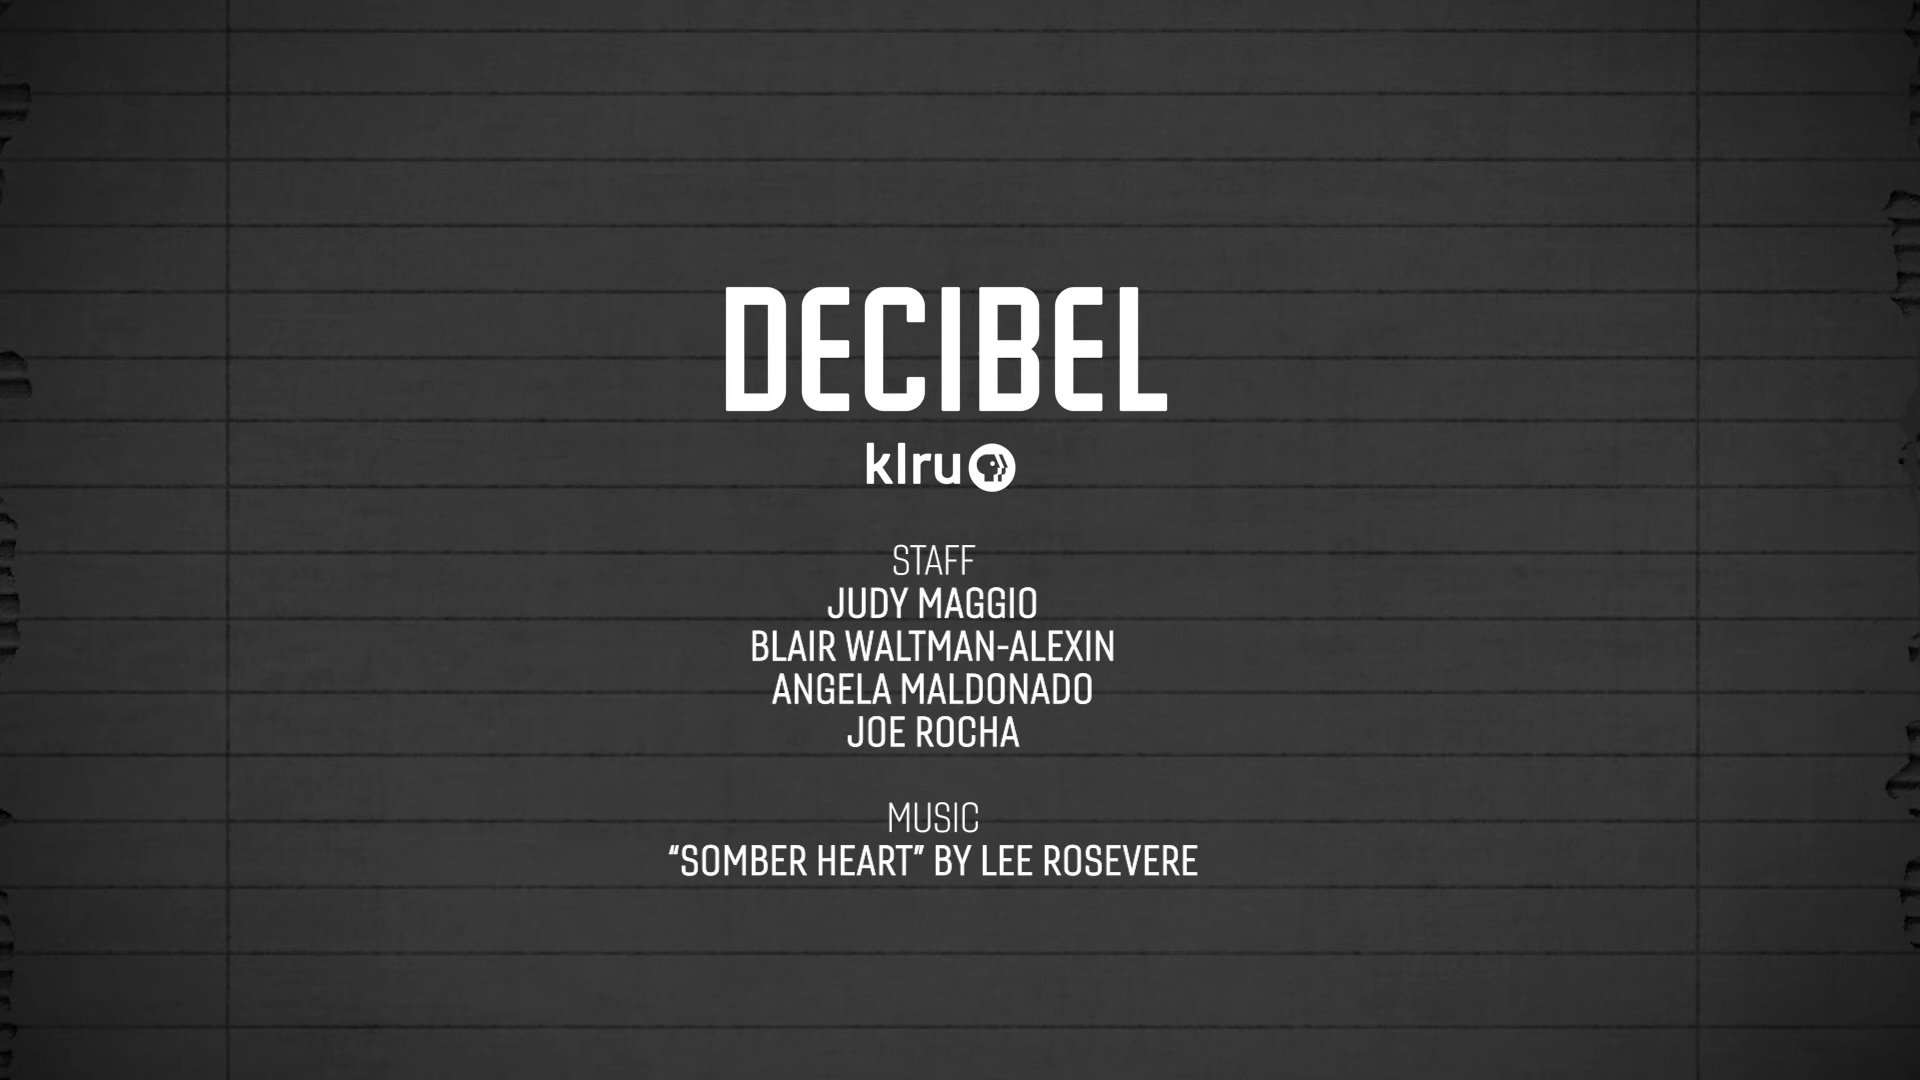 DECIBEL
klru
STAFF
JUDY MAGGIO
BLAIR WALTMAN-ALEXIN
ANGELA MALDONADO
JOE ROCHA
MUSIC
“SOMBER HEART” BY LEE ROSEVERE